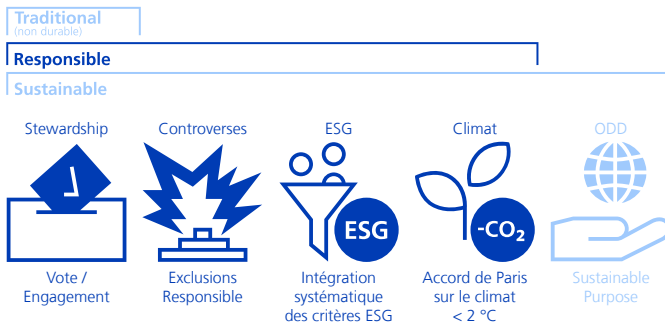 Traditional
(non durable)
Responsible
Sustainable
Stewardship
Controverses
ESG
Climat
ODD
ESG
-CO₂
Vote /
Engagement
Exclusions
Responsible
Intégration
systématique
des critères ESG
Accord de Paris
sur le climat
< 2 °C
Sustainable
Purpose